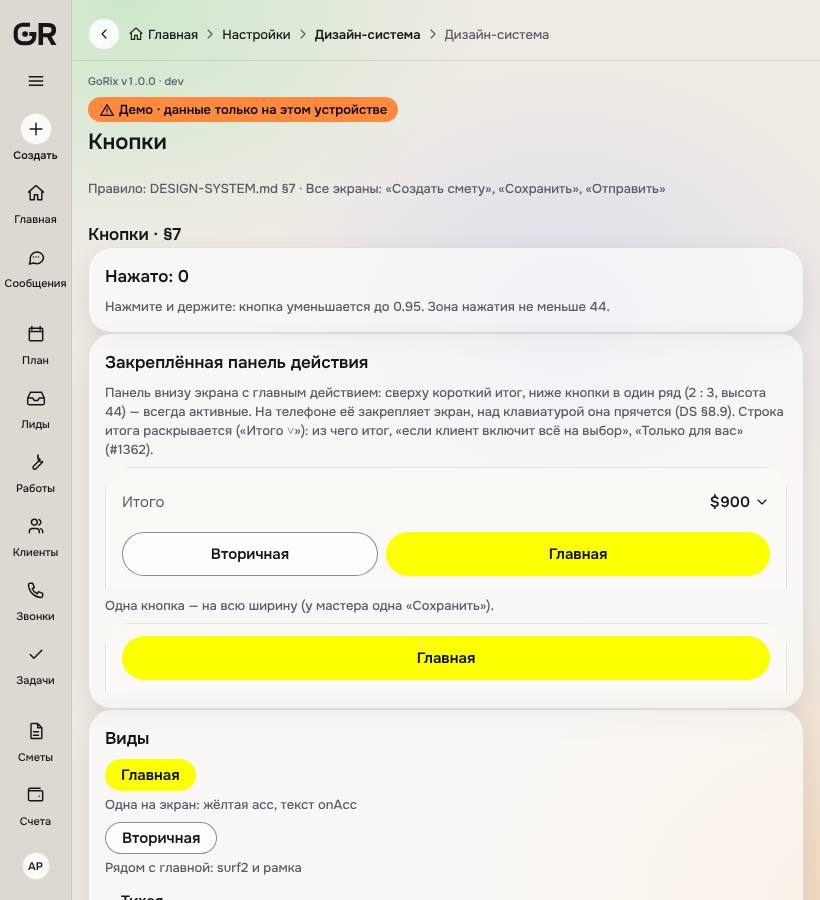 GR
Главная
Настройки
Дизайн-система
Дизайн-система
Создать
Главная
Сообщения
План
Лиды
Работы
Клиенты
Звонки
Задачи
Сметы
Счета
AP
GoRix v1.0.0 · dev
Демо · данные только на этом устройстве
Кнопки
Правило: DESIGN-SYSTEM.md §7 · Все экраны: «Создать смету», «Сохранить», «Отправить»
Кнопки · §7
Нажато: 0
Нажмите и держите: кнопка уменьшается до 0.95. Зона нажатия не меньше 44.
Закреплённая панель действия
Панель внизу экрана с главным действием: сверху короткий итог, ниже кнопки в один ряд (2 : 3, высота
44) — всегда активные. На телефоне её закрепляет экран, над клавиатурой она прячется (DS §8.9). Строка
итога раскрывается («Итого ˅»): из чего итог, «если клиент включит всё на выбор», «Только для вас»
(#1362).
Итого $900
Вторичная Главная
Одна кнопка — на всю ширину (у мастера одна «Сохранить»).
Главная
Виды
Главная
Одна на экран: жёлтая acc, текст onAcc
Вторичная
Рядом с главной: surf2 и рамка
Тихая